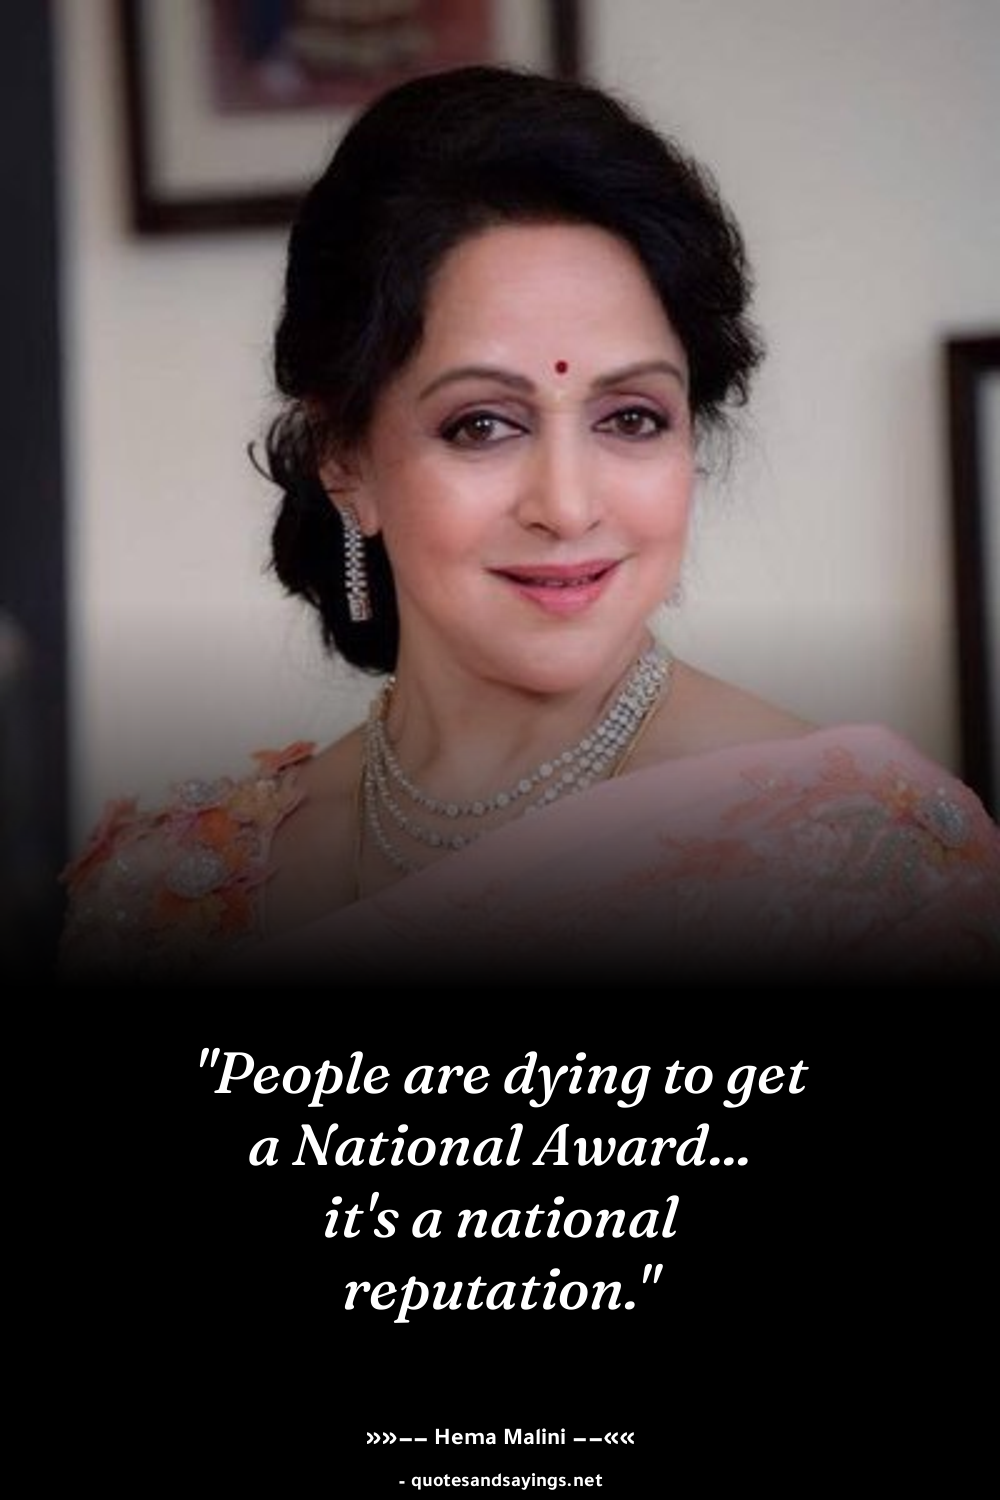 "People are dying to get
a National Award...
it's a national
reputation."
»»–– Hema Malini ––««
- quotesandsayings.net